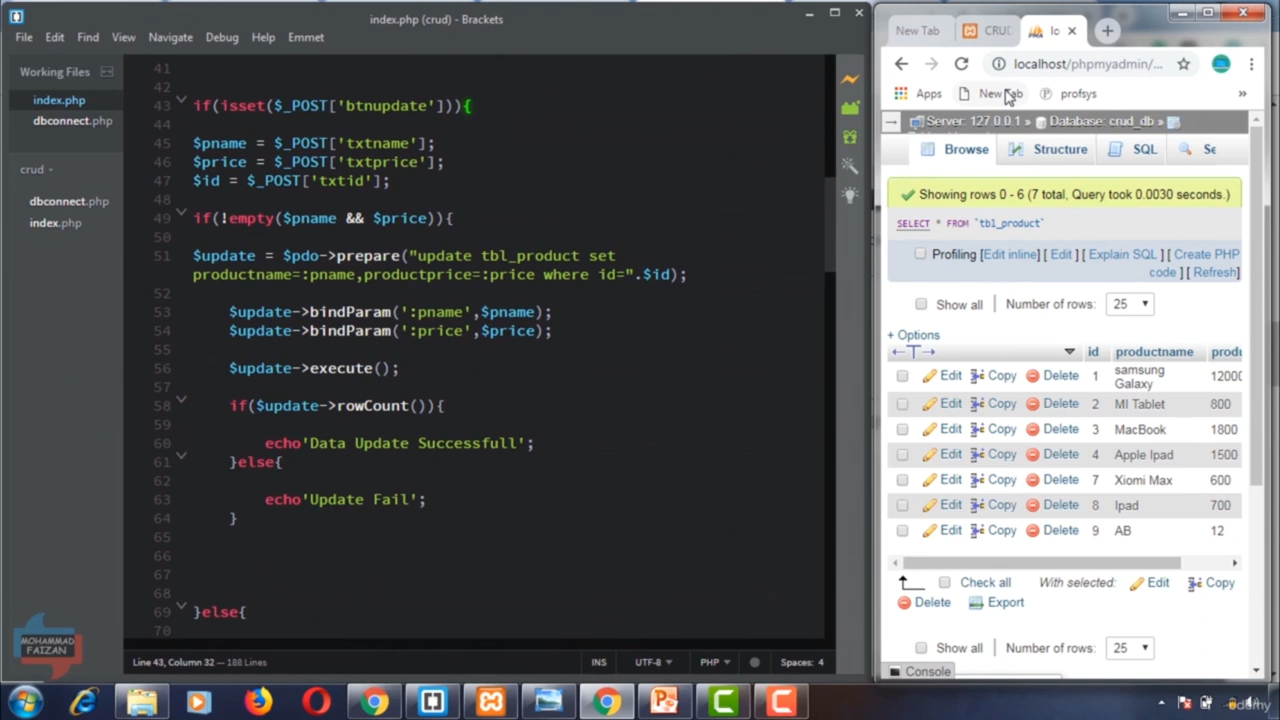 index.php (crud) - Brackets
File Edit Find View Navigate Debug Help Emmet
Working Files
index.php
dbconnect.php
crud
dbconnect.php
index.php
41
42
43 if(isset($_POST['btnupdate'])){
44
45 $pname = $_POST['txtname'];
46 $price = $_POST['txtprice'];
47 $id = $_POST['txtid'];
48
49 if(!empty($pname && $price)){
50
51 $update = $pdo->prepare("update tbl_product set
productname=:pname,productprice=:price where id=".$id);
52
53 $update->bindParam(':pname',$pname);
54 $update->bindParam(':price',$price);
55
56 $update->execute();
57
58 if($update->rowCount()){
59
60 echo'Data Update Successfull';
61 }else{
62
63 echo'Update Fail';
64 }
65
66
67
68
69 }else{
70
MOHAMMAD
FAIZAN
Line 43, Column 32 — 188 Lines
INS UTF-8 PHP Spaces: 4
New Tab CRUD lo
localhost/phpmyadmin/...
Apps New Tab profsys »
Server: 127.0.0.1 » Database: crud_db »
Browse Structure SQL Se
Showing rows 0 - 6 (7 total, Query took 0.0030 seconds.)
SELECT * FROM `tbl_product`
Profiling [Edit inline] [ Edit ] [ Explain SQL ] [ Create PHP
code ] [ Refresh]
Show all Number of rows: 25
+ Options
id productname produ
Edit Copy Delete 1 samsung
Galaxy 12000
Edit Copy Delete 2 MI Tablet 800
Edit Copy Delete 3 MacBook 1800
Edit Copy Delete 4 Apple Ipad 1500
Edit Copy Delete 7 Xiomi Max 600
Edit Copy Delete 8 Ipad 700
Edit Copy Delete 9 AB 12
Check all With selected: Edit Copy
Delete Export
Show all Number of rows: 25
Console
udemy